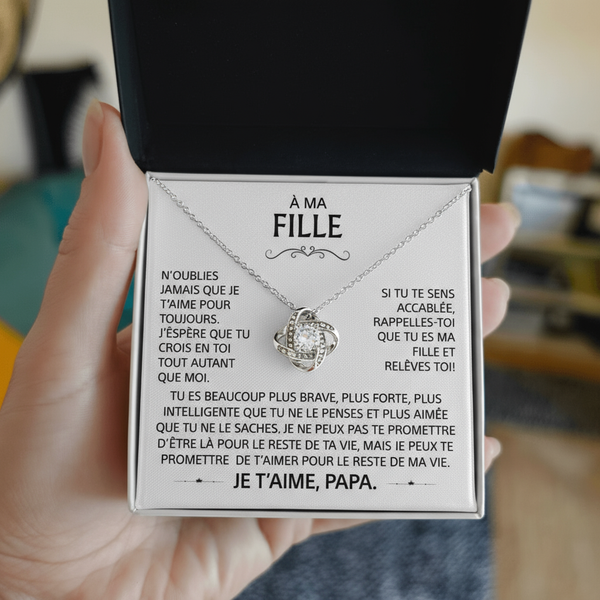 À MA
FILLE
N'OUBLIES
JAMAIS QUE JE
T'AIME POUR
TOUJOURS.
J'ÈSPÈRE QUE TU
CROIS EN TOI
TOUT AUTANT
QUE MOI.
SI TU TE SENS
ACCABLÉE,
RAPPELLES-TOI
QUE TU ES MA
FILLE ET
RELÈVES TOI!
TU ES BEAUCOUP PLUS BRAVE, PLUS FORTE, PLUS
INTELLIGENTE QUE TU NE LE PENSES ET PLUS AIMÉE
QUE TU NE LE SACHES. JE NE PEUX PAS TE PROMETTRE
D'ÊTRE LÀ POUR LE RESTE DE TA VIE, MAIS IE PEUX TE
PROMETTRE DE T'AIMER POUR LE RESTE DE MA VIE.
JE T'AIME, PAPA.